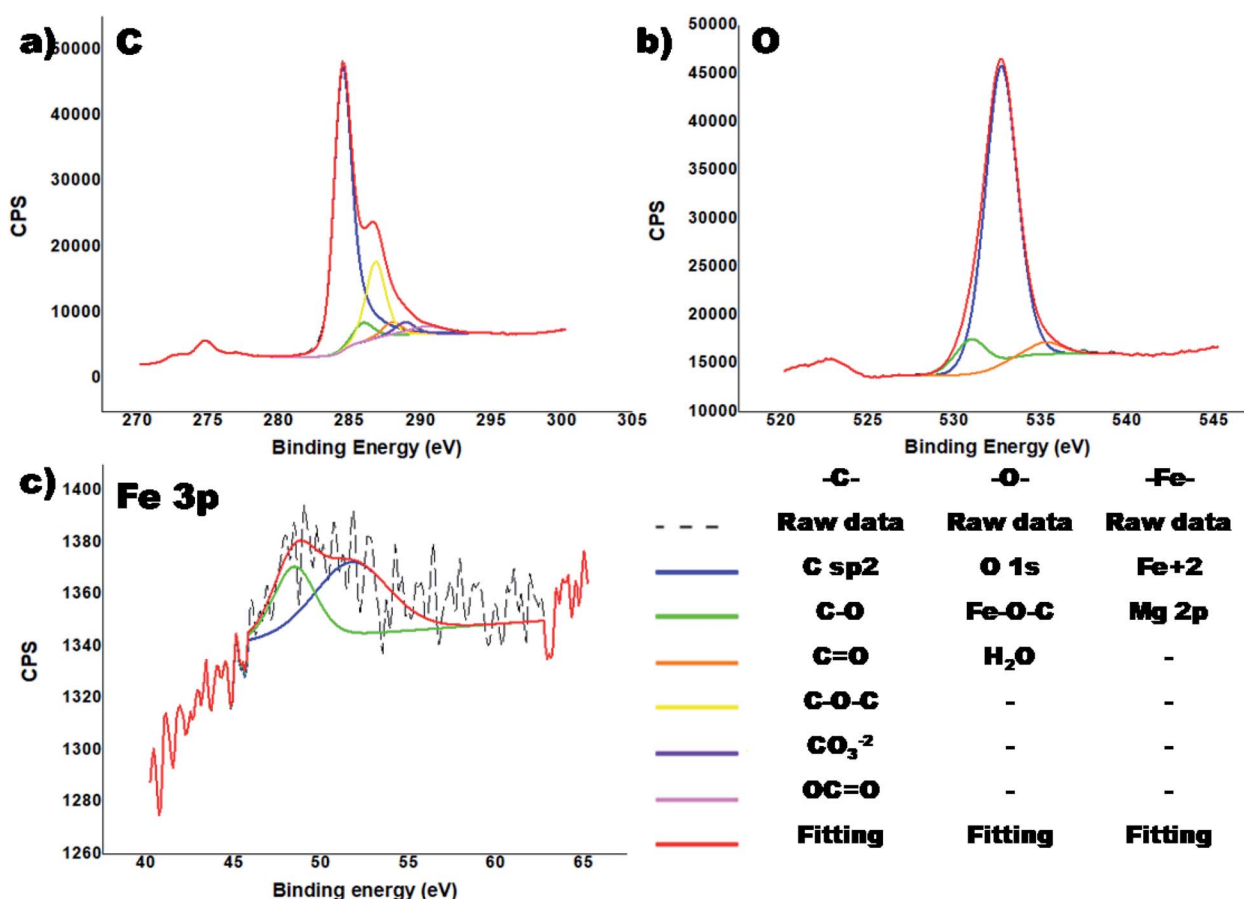 a) C
50000
40000
30000
20000
10000
0
CPS
270 275 280 285 290 295 300 305
Binding Energy (eV)
b) O
50000
45000
40000
35000
30000
25000
20000
15000
10000
CPS
520 525 530 535 540 545
Binding Energy (eV)
c) Fe 3p
1400
1380
1360
1340
1320
1300
1280
1260
CPS
40 45 50 55 60 65
Binding energy (eV)
-C- -O- -Fe-
Raw data Raw data Raw data
C sp2 O 1s Fe+2
C-O Fe-O-C Mg 2p
C=O H₂O -
C-O-C - -
CO₃⁻² - -
OC=O - -
Fitting Fitting Fitting